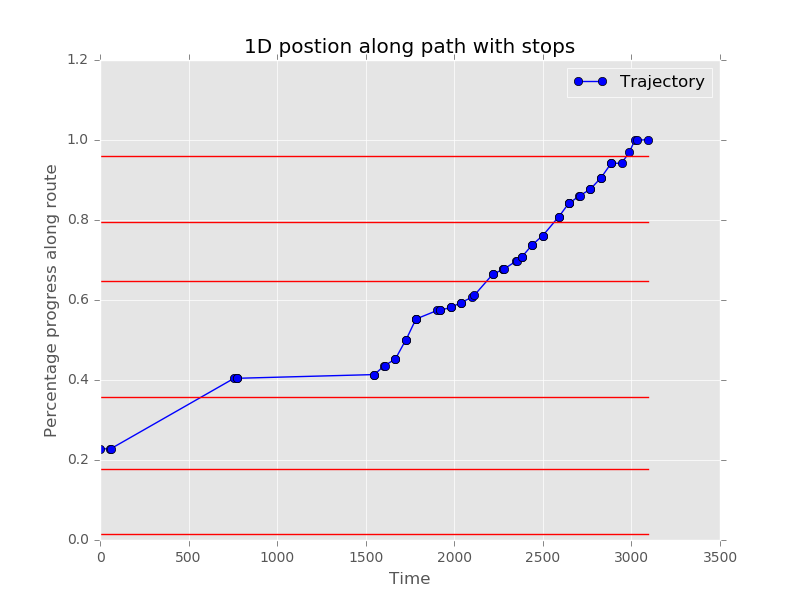 1D postion along path with stops
Trajectory
Percentage progress along route
1.2
1.0
0.8
0.6
0.4
0.2
0.0
0 500 1000 1500 2000 2500 3000 3500
Time